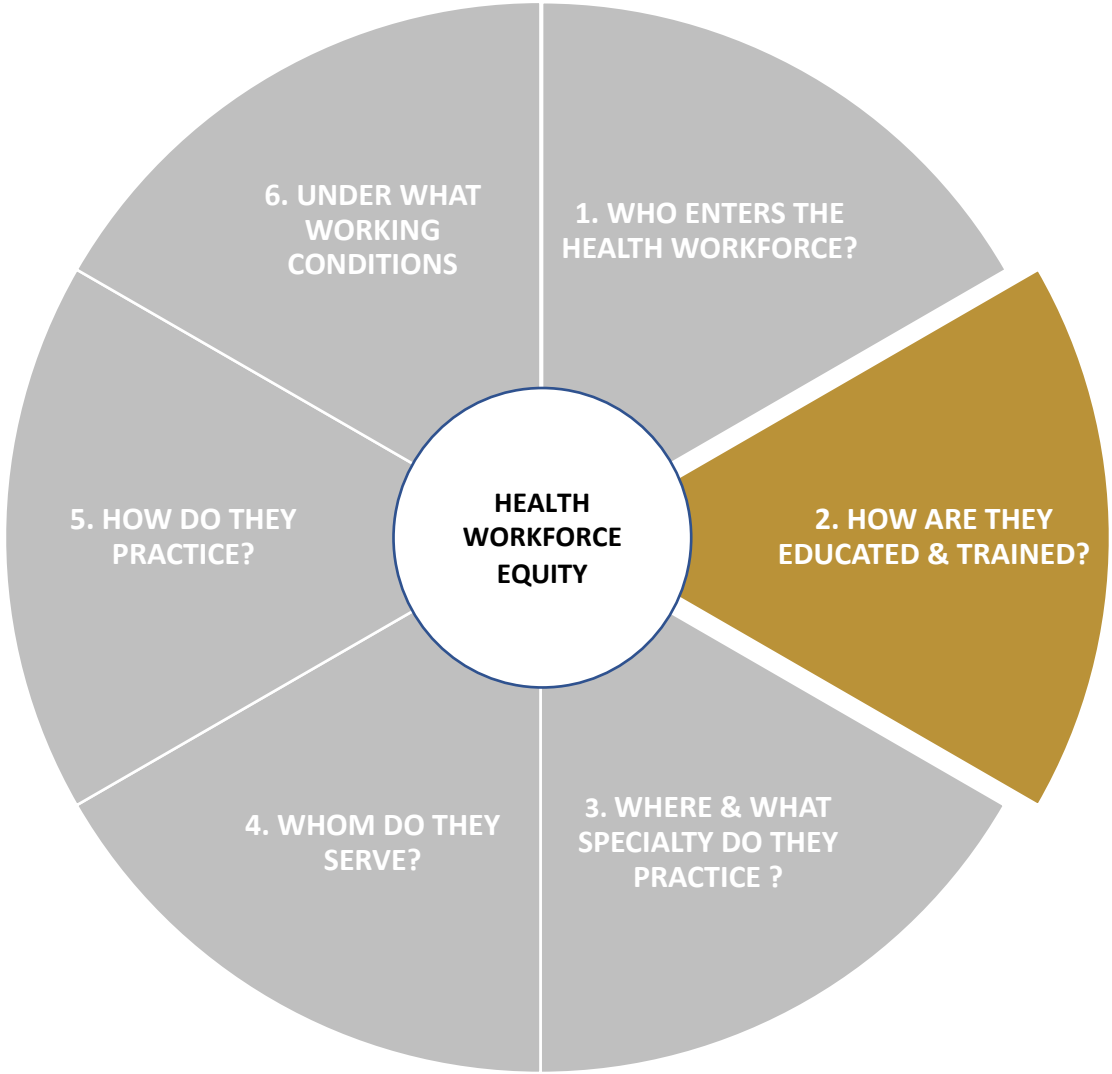 1. WHO ENTERS THE
HEALTH WORKFORCE?
2. HOW ARE THEY
EDUCATED & TRAINED?
3. WHERE & WHAT
SPECIALTY DO THEY
PRACTICE ?
4. WHOM DO THEY
SERVE?
5. HOW DO THEY
PRACTICE?
6. UNDER WHAT
WORKING
CONDITIONS
HEALTH
WORKFORCE
EQUITY